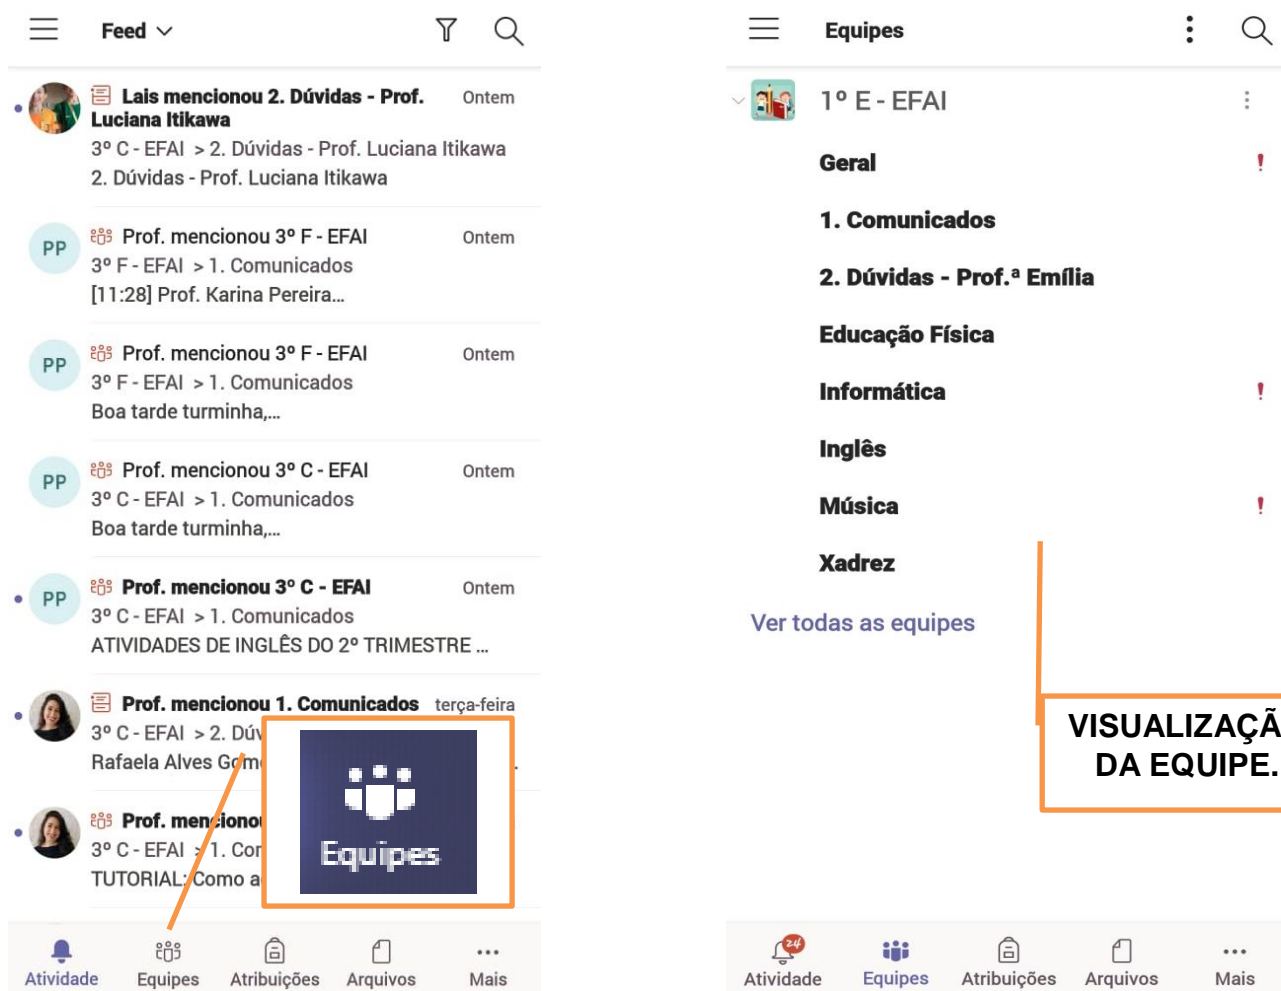 Feed
Lais mencionou 2. Dúvidas - Prof. Ontem
Luciana Itikawa
3º C - EFAI > 2. Dúvidas - Prof. Luciana Itikawa
2. Dúvidas - Prof. Luciana Itikawa
PP Prof. mencionou 3º F - EFAI Ontem
3º F - EFAI > 1. Comunicados
[11:28] Prof. Karina Pereira...
PP Prof. mencionou 3º F - EFAI Ontem
3º F - EFAI > 1. Comunicados
Boa tarde turminha,...
PP Prof. mencionou 3º C - EFAI Ontem
3º C - EFAI > 1. Comunicados
Boa tarde turminha,...
PP Prof. mencionou 3º C - EFAI Ontem
3º C - EFAI > 1. Comunicados
ATIVIDADES DE INGLÊS DO 2º TRIMESTRE ...
Prof. mencionou 1. Comunicados terça-feira
3º C - EFAI > 2.
Rafaela Alves
Prof.
3º C - EFAI > 1.
TUTORIAL: Como
Equipes
Atividade Equipes Atribuições Arquivos Mais
Equipes
1º E - EFAI
Geral
1. Comunicados
2. Dúvidas - Prof.ª Emília
Educação Física
Informática
Inglês
Música
Xadrez
Ver todas as equipes
VISUALIZAÇÃ
DA EQUIPE.
24
Atividade Equipes Atribuições Arquivos Mais